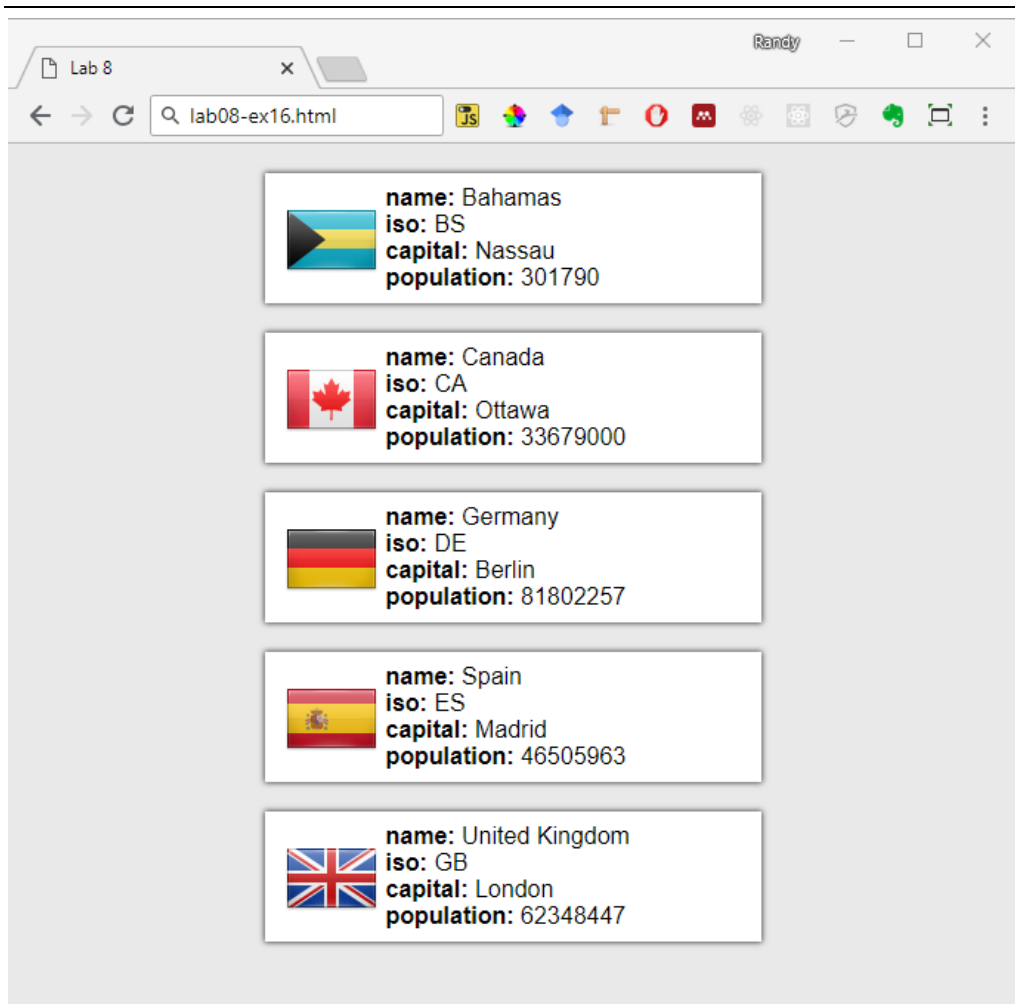 Randy
Lab 8
lab08-ex16.html
JS
name: Bahamas
iso: BS
capital: Nassau
population: 301790
name: Canada
iso: CA
capital: Ottawa
population: 33679000
name: Germany
iso: DE
capital: Berlin
population: 81802257
name: Spain
iso: ES
capital: Madrid
population: 46505963
name: United Kingdom
iso: GB
capital: London
population: 62348447